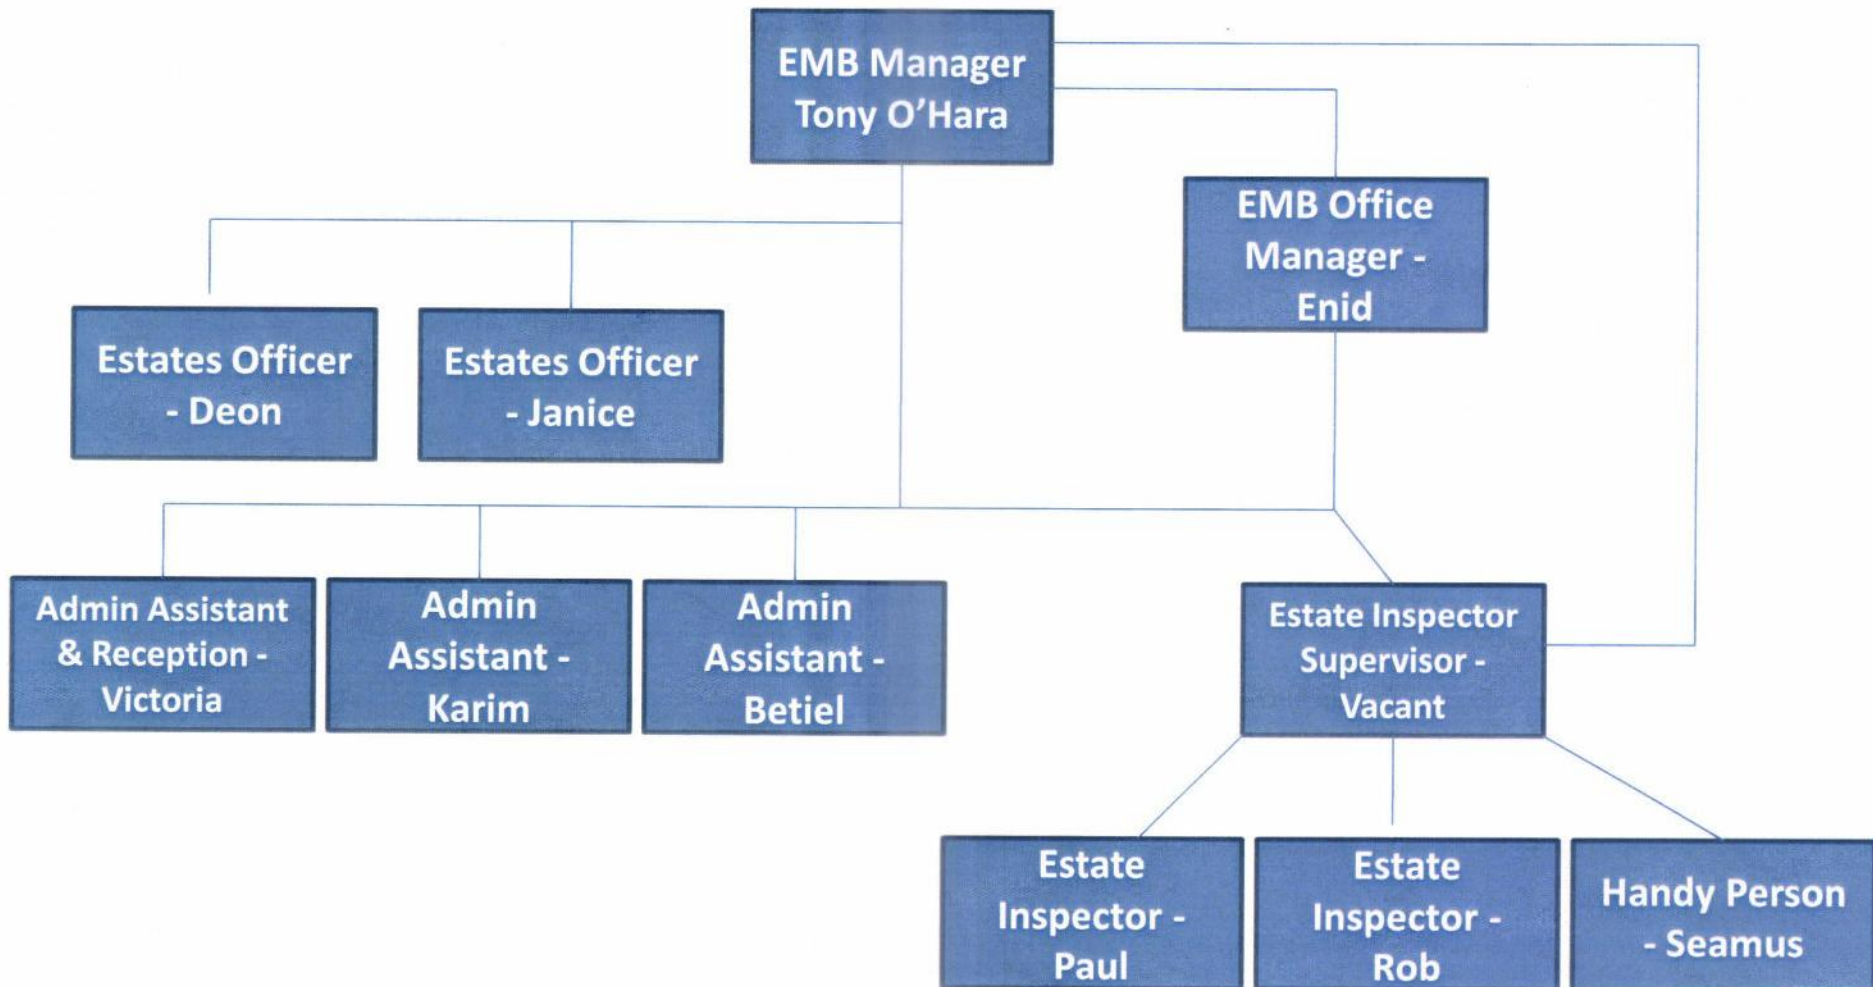 EMB Manager
Tony O’Hara
EMB Office
Manager -
Enid
Estates Officer
- Deon
Estates Officer
- Janice
Admin Assistant
& Reception -
Victoria
Admin
Assistant -
Karim
Admin
Assistant -
Betiel
Estate Inspector
Supervisor -
Vacant
Estate
Inspector -
Paul
Estate
Inspector -
Rob
Handy Person
- Seamus